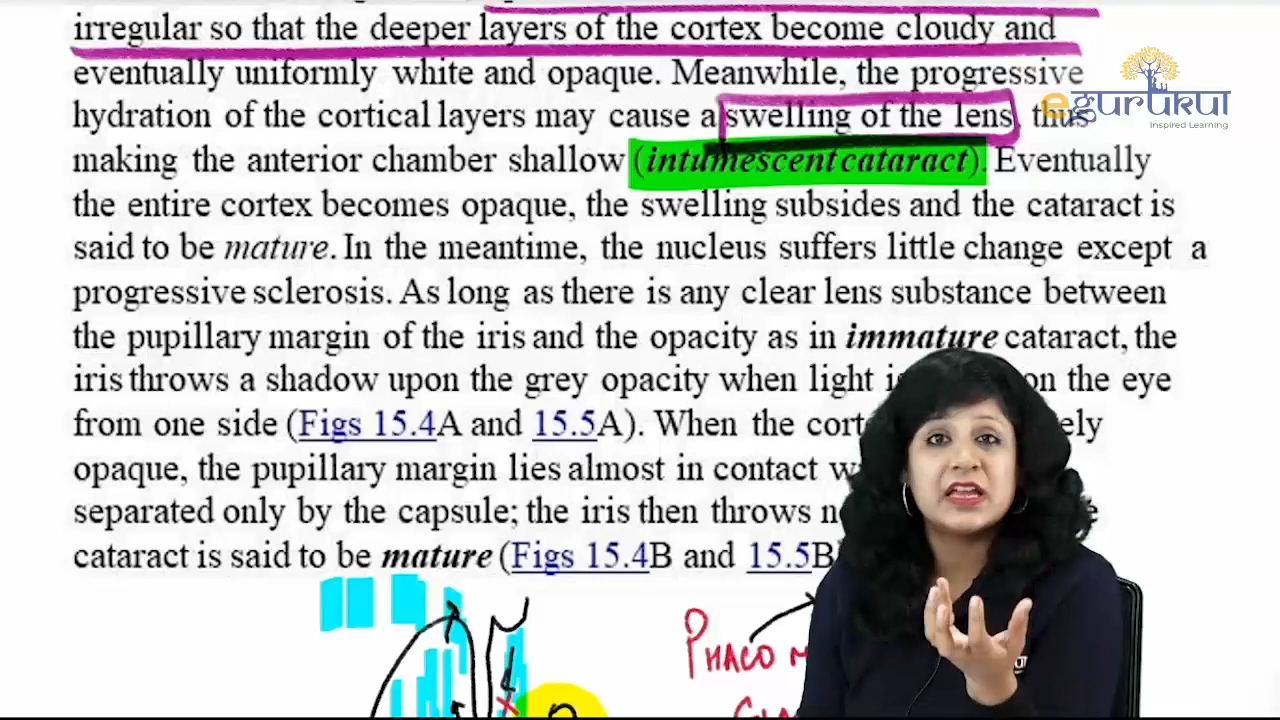 irregular so that the deeper layers of the cortex become cloudy and
eventually uniformly white and opaque. Meanwhile, the progressive
hydration of the cortical layers may cause a swelling of the lens, thus
making the anterior chamber shallow (intumescent cataract). Eventually
the entire cortex becomes opaque, the swelling subsides and the cataract is
said to be mature. In the meantime, the nucleus suffers little change except a
progressive sclerosis. As long as there is any clear lens substance between
the pupillary margin of the iris and the opacity as in immature cataract, the
iris throws a shadow upon the grey opacity when light on the eye
from one side (Figs 15.4A and 15.5A). When the
opaque, the pupillary margin lies almost in contact
separated only by the capsule; the iris then throws
cataract is said to be mature (Figs 15.4B and 15.5B
PHACO
egurukul
Inspired Learning